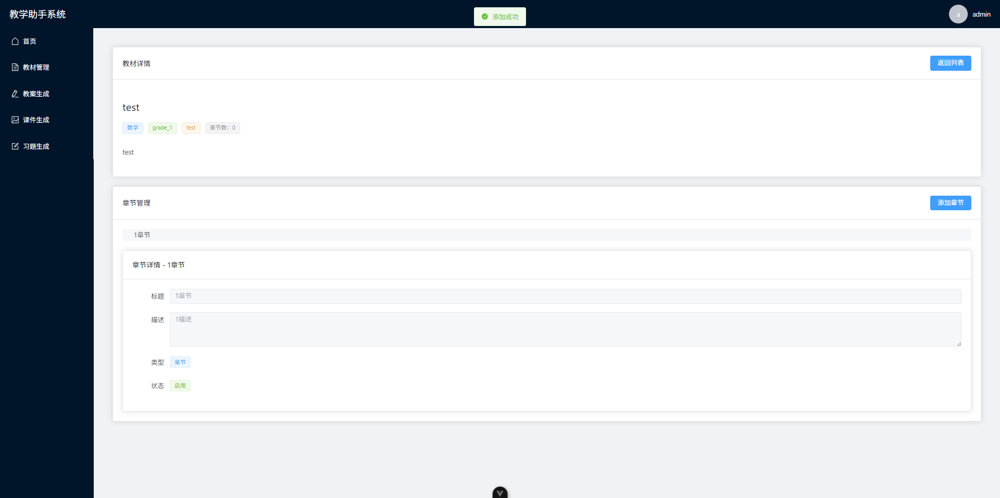 教学助手系统
添加成功
a
admin
首页
教材管理
教案生成
课件生成
习题生成
教材详情
返回列表
test
数学
grade_1
test
章节数：0
test
章节管理
添加章节
1章节
章节详情 - 1章节
标题
1章节
描述
1描述
类型
章节
状态
启用